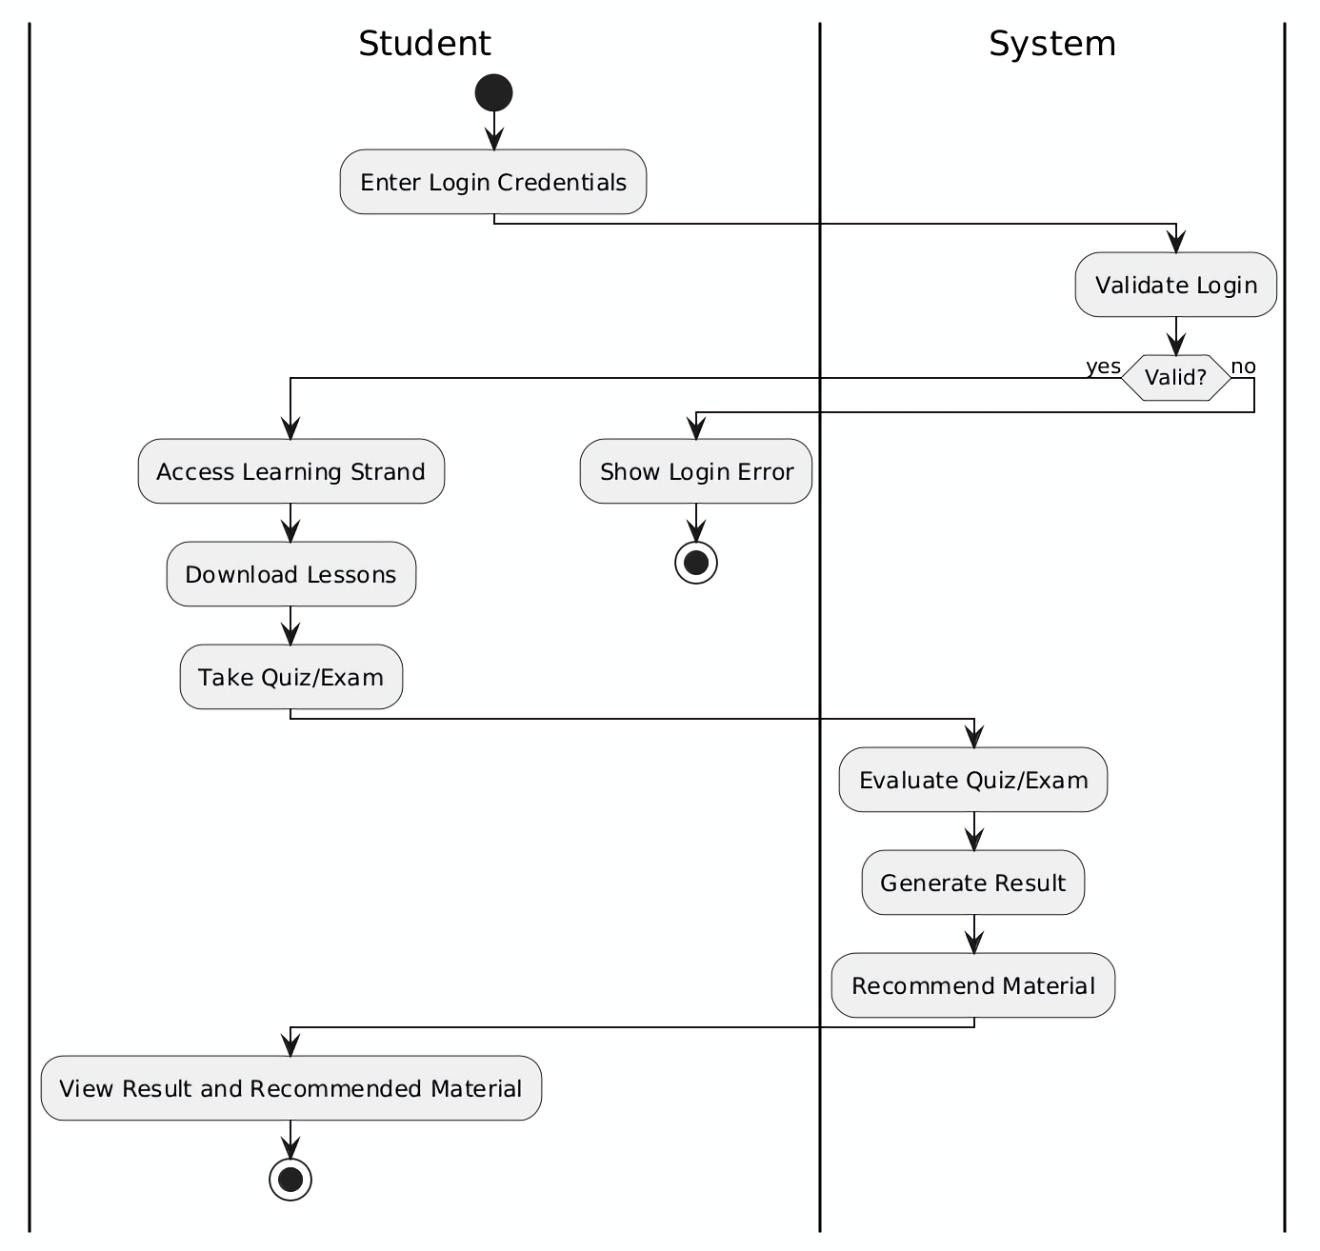 Student
System
Enter Login Credentials
Validate Login
yes
Valid?
no
Access Learning Strand
Show Login Error
Download Lessons
Take Quiz/Exam
Evaluate Quiz/Exam
Generate Result
Recommend Material
View Result and Recommended Material